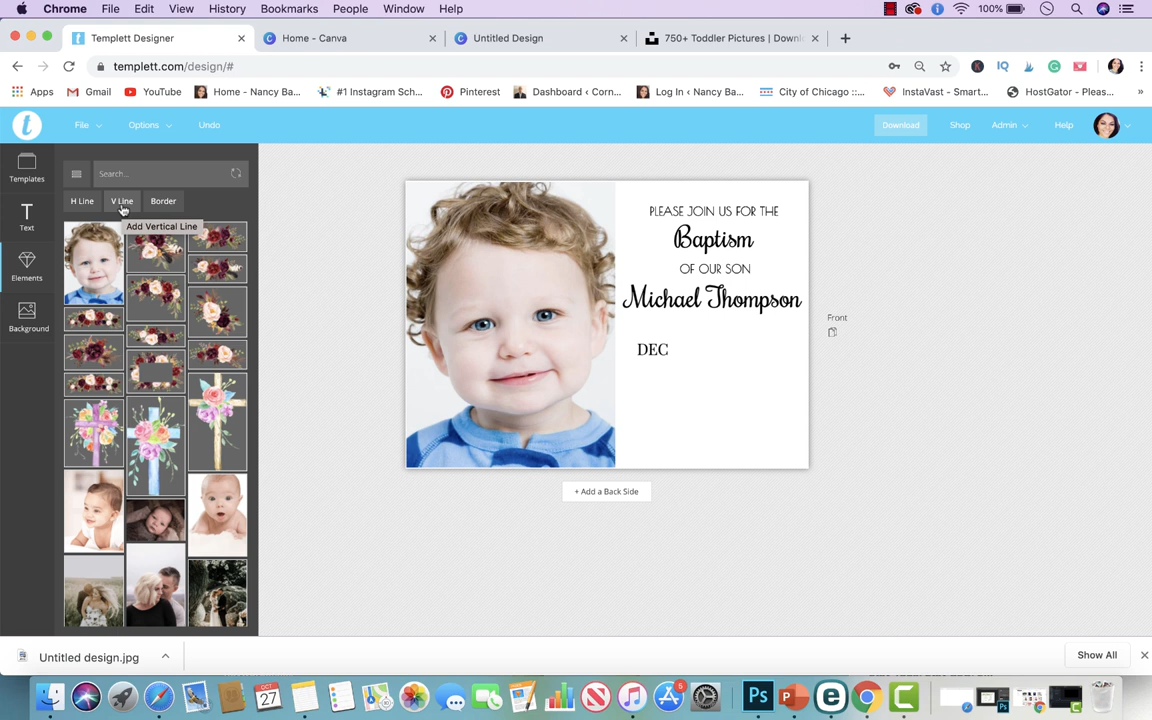 Chrome File Edit View History Bookmarks People Window Help 100%
Templett Designer Home - Canva Untitled Design 750+ Toddler Pictures | Downl
templett.com/design/#
Apps Gmail YouTube Home - Nancy Ba... #1 Instagram Sch... Pinterest Dashboard ‹ Corn... Log IN ‹ Nancy Ba... City of Chicago ::... InstaVast - Smart... HostGator - Pleas... »
t File Options Undo Download Shop Admin Help
Templates
Text
Elements
Background
Search...
H Line V Line Border
Add Vertical Line
PLEASE JOIN US FOR THE
Baptism
OF OUR SON
Michael Thompson
DEC
Front
+ Add a Back Side
Untitled design.jpg Show All
OCT
27
5
Ps